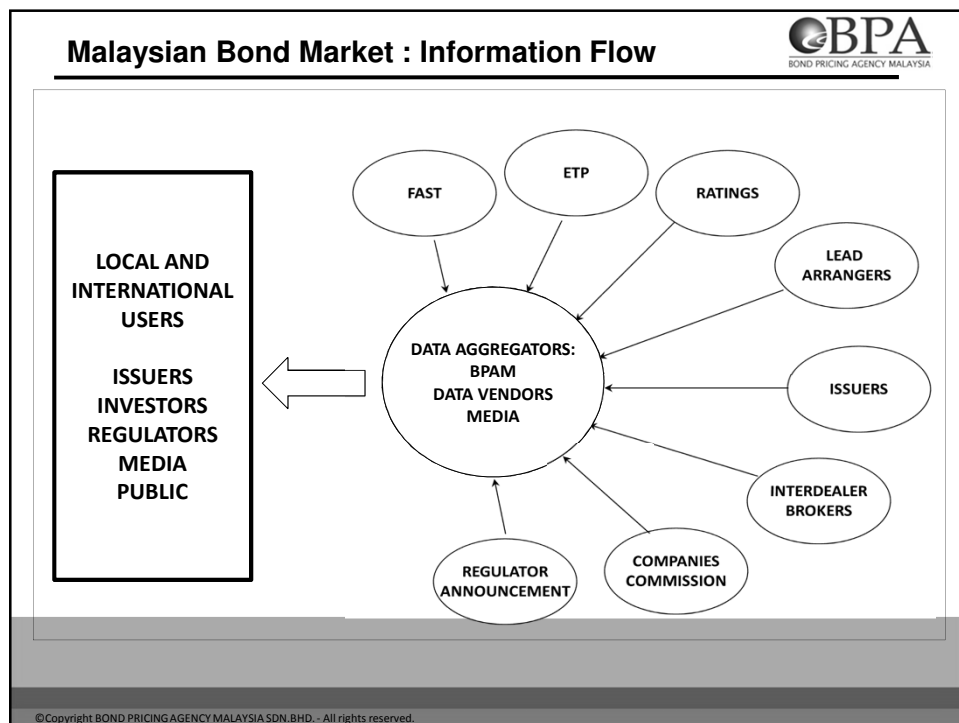 Malaysian Bond Market : Information Flow
BPA
BOND PRICING AGENCY MALAYSIA
LOCAL AND
INTERNATIONAL
USERS
ISSUERS
INVESTORS
REGULATORS
MEDIA
PUBLIC
FAST
ETP
RATINGS
LEAD
ARRANGERS
DATA AGGREGATORS:
BPAM
DATA VENDORS
MEDIA
ISSUERS
INTERDEALER
BROKERS
COMPANIES
COMMISSION
REGULATOR
ANNOUNCEMENT
©Copyright BOND PRICING AGENCY MALAYSIA SDN.BHD. - All rights reserved.